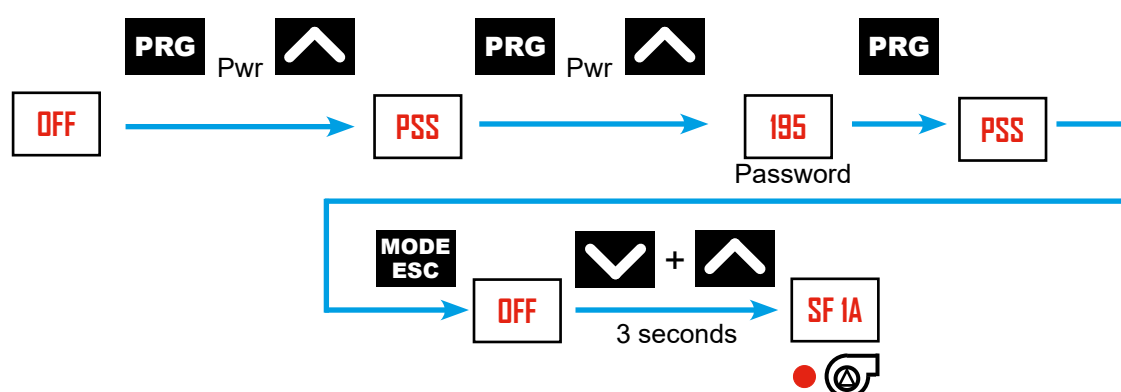 PRG Pwr PRG Pwr PRG
OFF PSS 195 PSS
Password
MODE
ESC +
OFF SF 1A
3 seconds